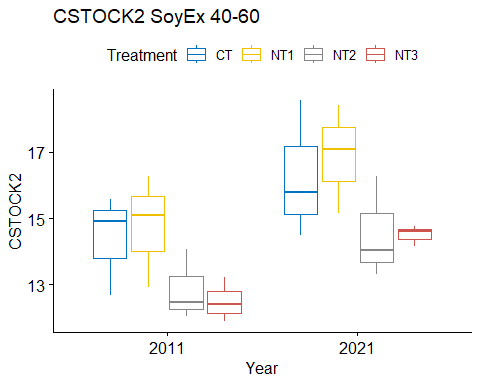 CSTOCK2 SoyEx 40-60
Treatment CT NT1 NT2 NT3
17
15
13
CSTOCK2
2011 2021
Year